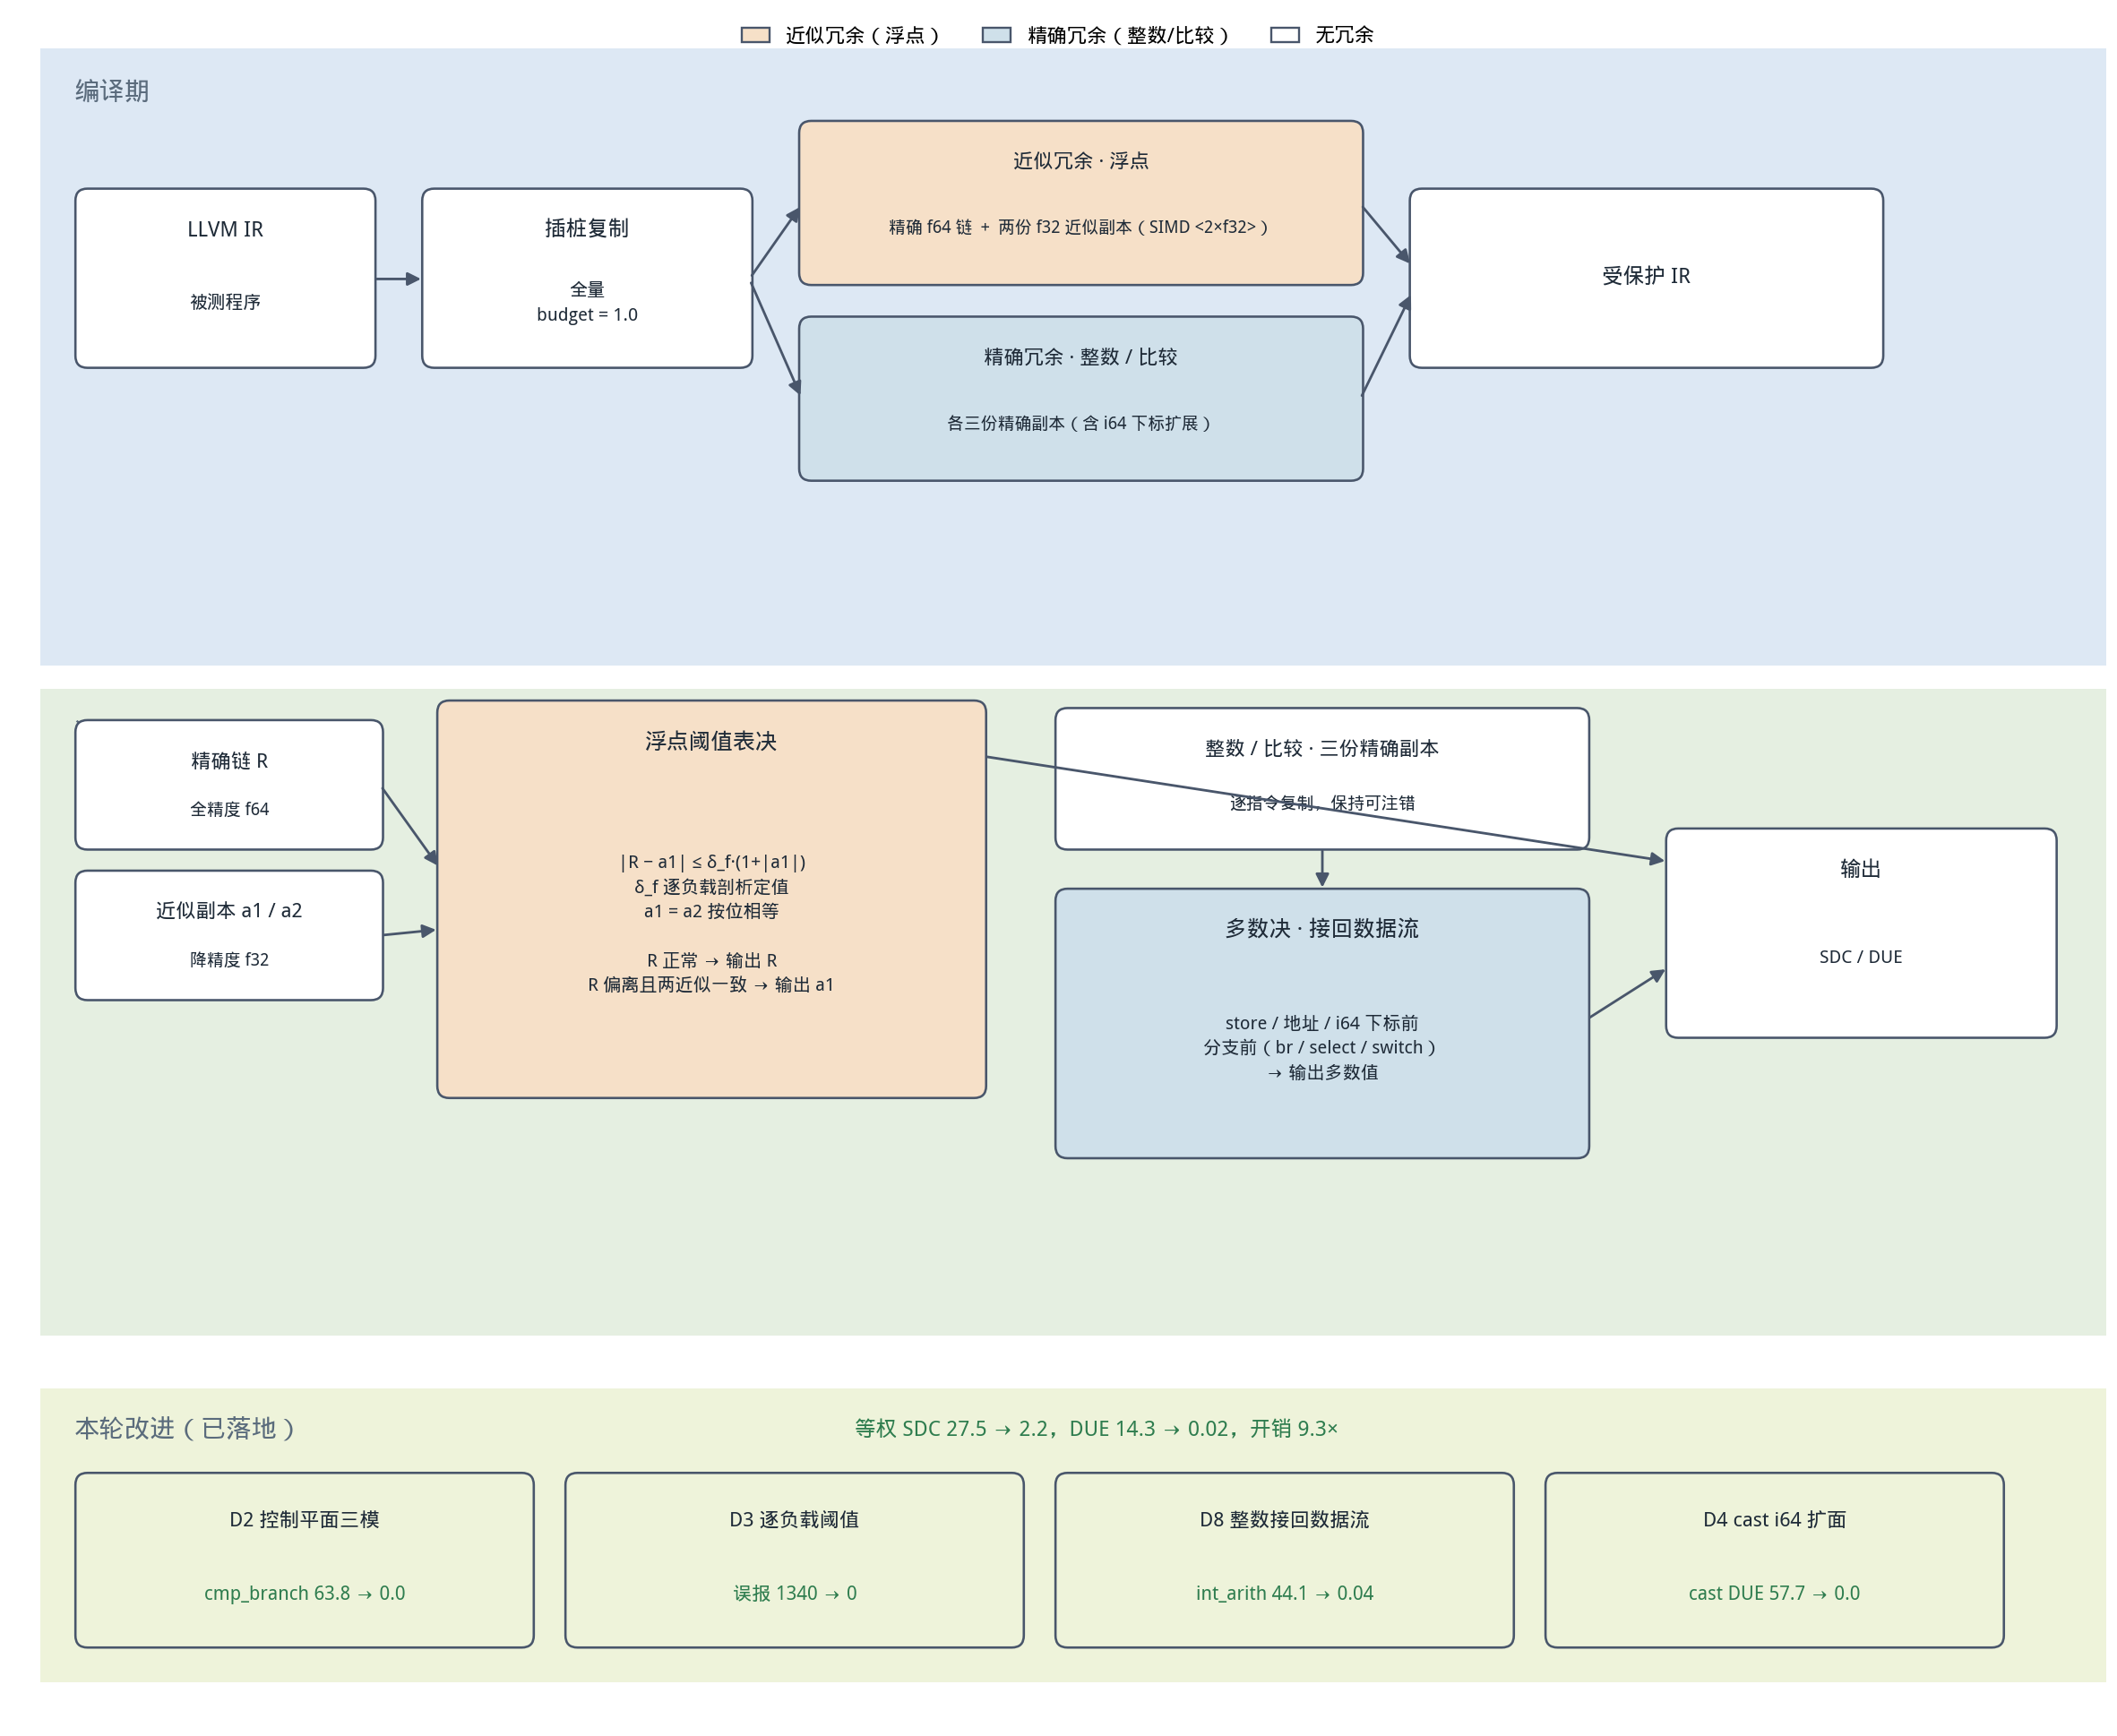 近似冗余（浮点）
精确冗余（整数/比较）
无冗余
编译期
LLVM IR
被测程序
插桩复制
全量
budget = 1.0
近似冗余 · 浮点
精确 f64 链 + 两份 f32 近似副本（SIMD <2×f32>）
精确冗余 · 整数 / 比较
各三份精确副本（含 i64 下标扩展）
受保护 IR
精确链 R
全精度 f64
近似副本 a1 / a2
降精度 f32
浮点阈值表决
|R − a1| ≤ δ_f·(1+|a1|)
δ_f 逐负载剖析定值
a1 = a2 按位相等
R 正常 → 输出 R
R 偏离且两近似一致 → 输出 a1
整数 / 比较 · 三份精确副本
逐指令复制，保持可注错
多数决 · 接回数据流
store / 地址 / i64 下标前
分支前（br / select / switch）
→ 输出多数值
输出
SDC / DUE
本轮改进（已落地）
等权 SDC 27.5 → 2.2，DUE 14.3 → 0.02，开销 9.3×
D2 控制平面三模
cmp_branch 63.8 → 0.0
D3 逐负载阈值
误报 1340 → 0
D8 整数接回数据流
int_arith 44.1 → 0.04
D4 cast i64 扩面
cast DUE 57.7 → 0.0